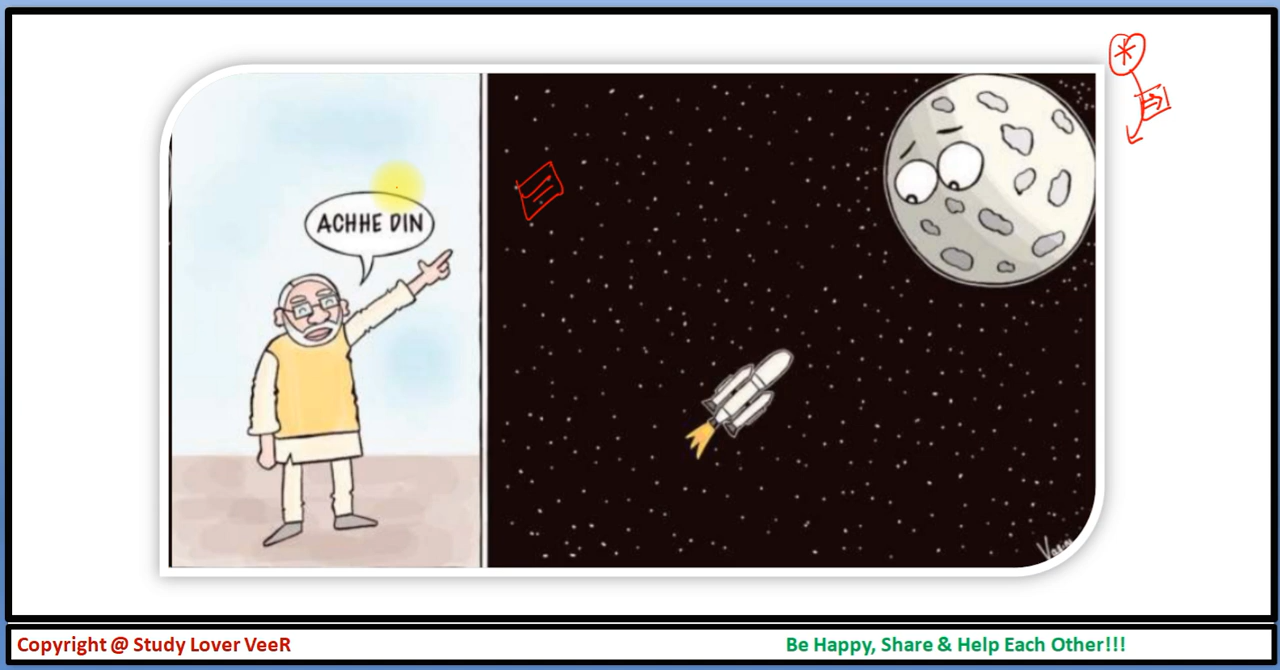 ACHHE DIN
Copyright @ Study Lover VeeR
Be Happy, Share & Help Each Other!!!